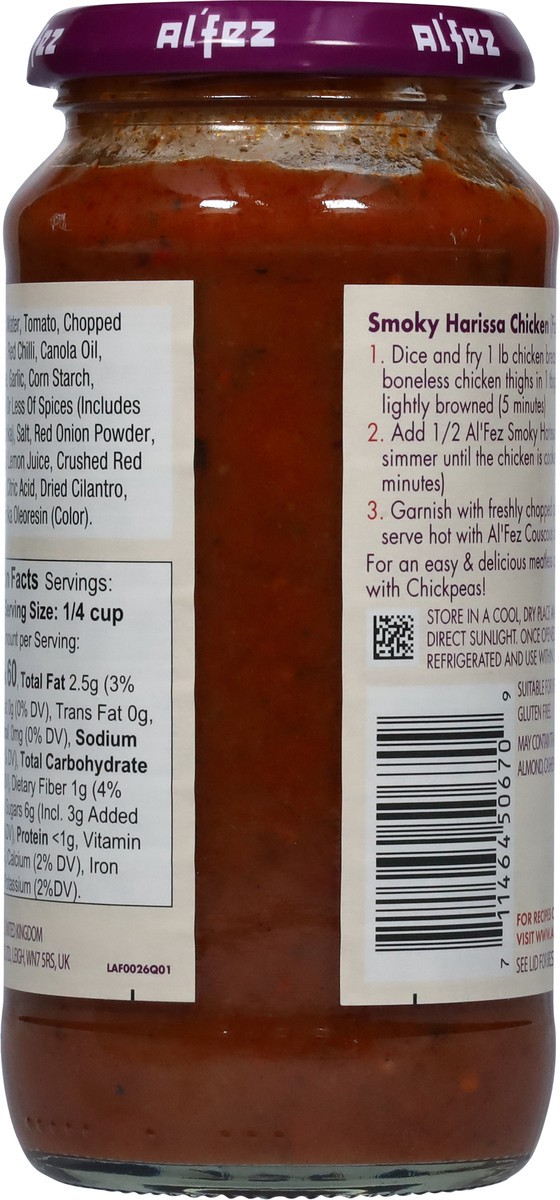 Al'fez
Al'fez
Tomato, Chopped
Red Chilli, Canola Oil,
Garlic, Corn Starch,
Less Of Spices (Includes
Salt, Red Onion Powder,
Lemon Juice, Crushed Red
Acid, Dried Cilantro,
Oleoresin (Color).
Facts Servings:
Serving Size: 1/4 cup
per Serving:
60, Total Fat 2.5g (3%
0g (0% DV), Trans Fat 0g,
0mg (0% DV), Sodium
DV), Total Carbohydrate
Dietary Fiber 1g (4%
Sugars 6g (Incl. 3g Added
DV), Protein <1g, Vitamin
Calcium (2% DV), Iron
(2%DV).
KINGDOM
LEIGH, WN7 5RS, UK
LAF0026Q01
Smoky Harissa Chicken
1. Dice and fry 1 lb chicken
boneless chicken thighs in 1
lightly browned (5 minutes)
2. Add 1/2 Al'Fez Smoky
simmer until the chicken is
minutes)
3. Garnish with freshly chopped
serve hot with Al'Fez
For an easy & delicious
with Chickpeas!
STORE IN A COOL, DRY PLACE
DIRECT SUNLIGHT. ONCE
REFRIGERATED AND USE WITHIN
SUITABLE FOR
GLUTEN FREE
MAY CONTAIN
ALMOND,
7 11464 50670 9
FOR RECIPES
VISIT
SEE LID FOR